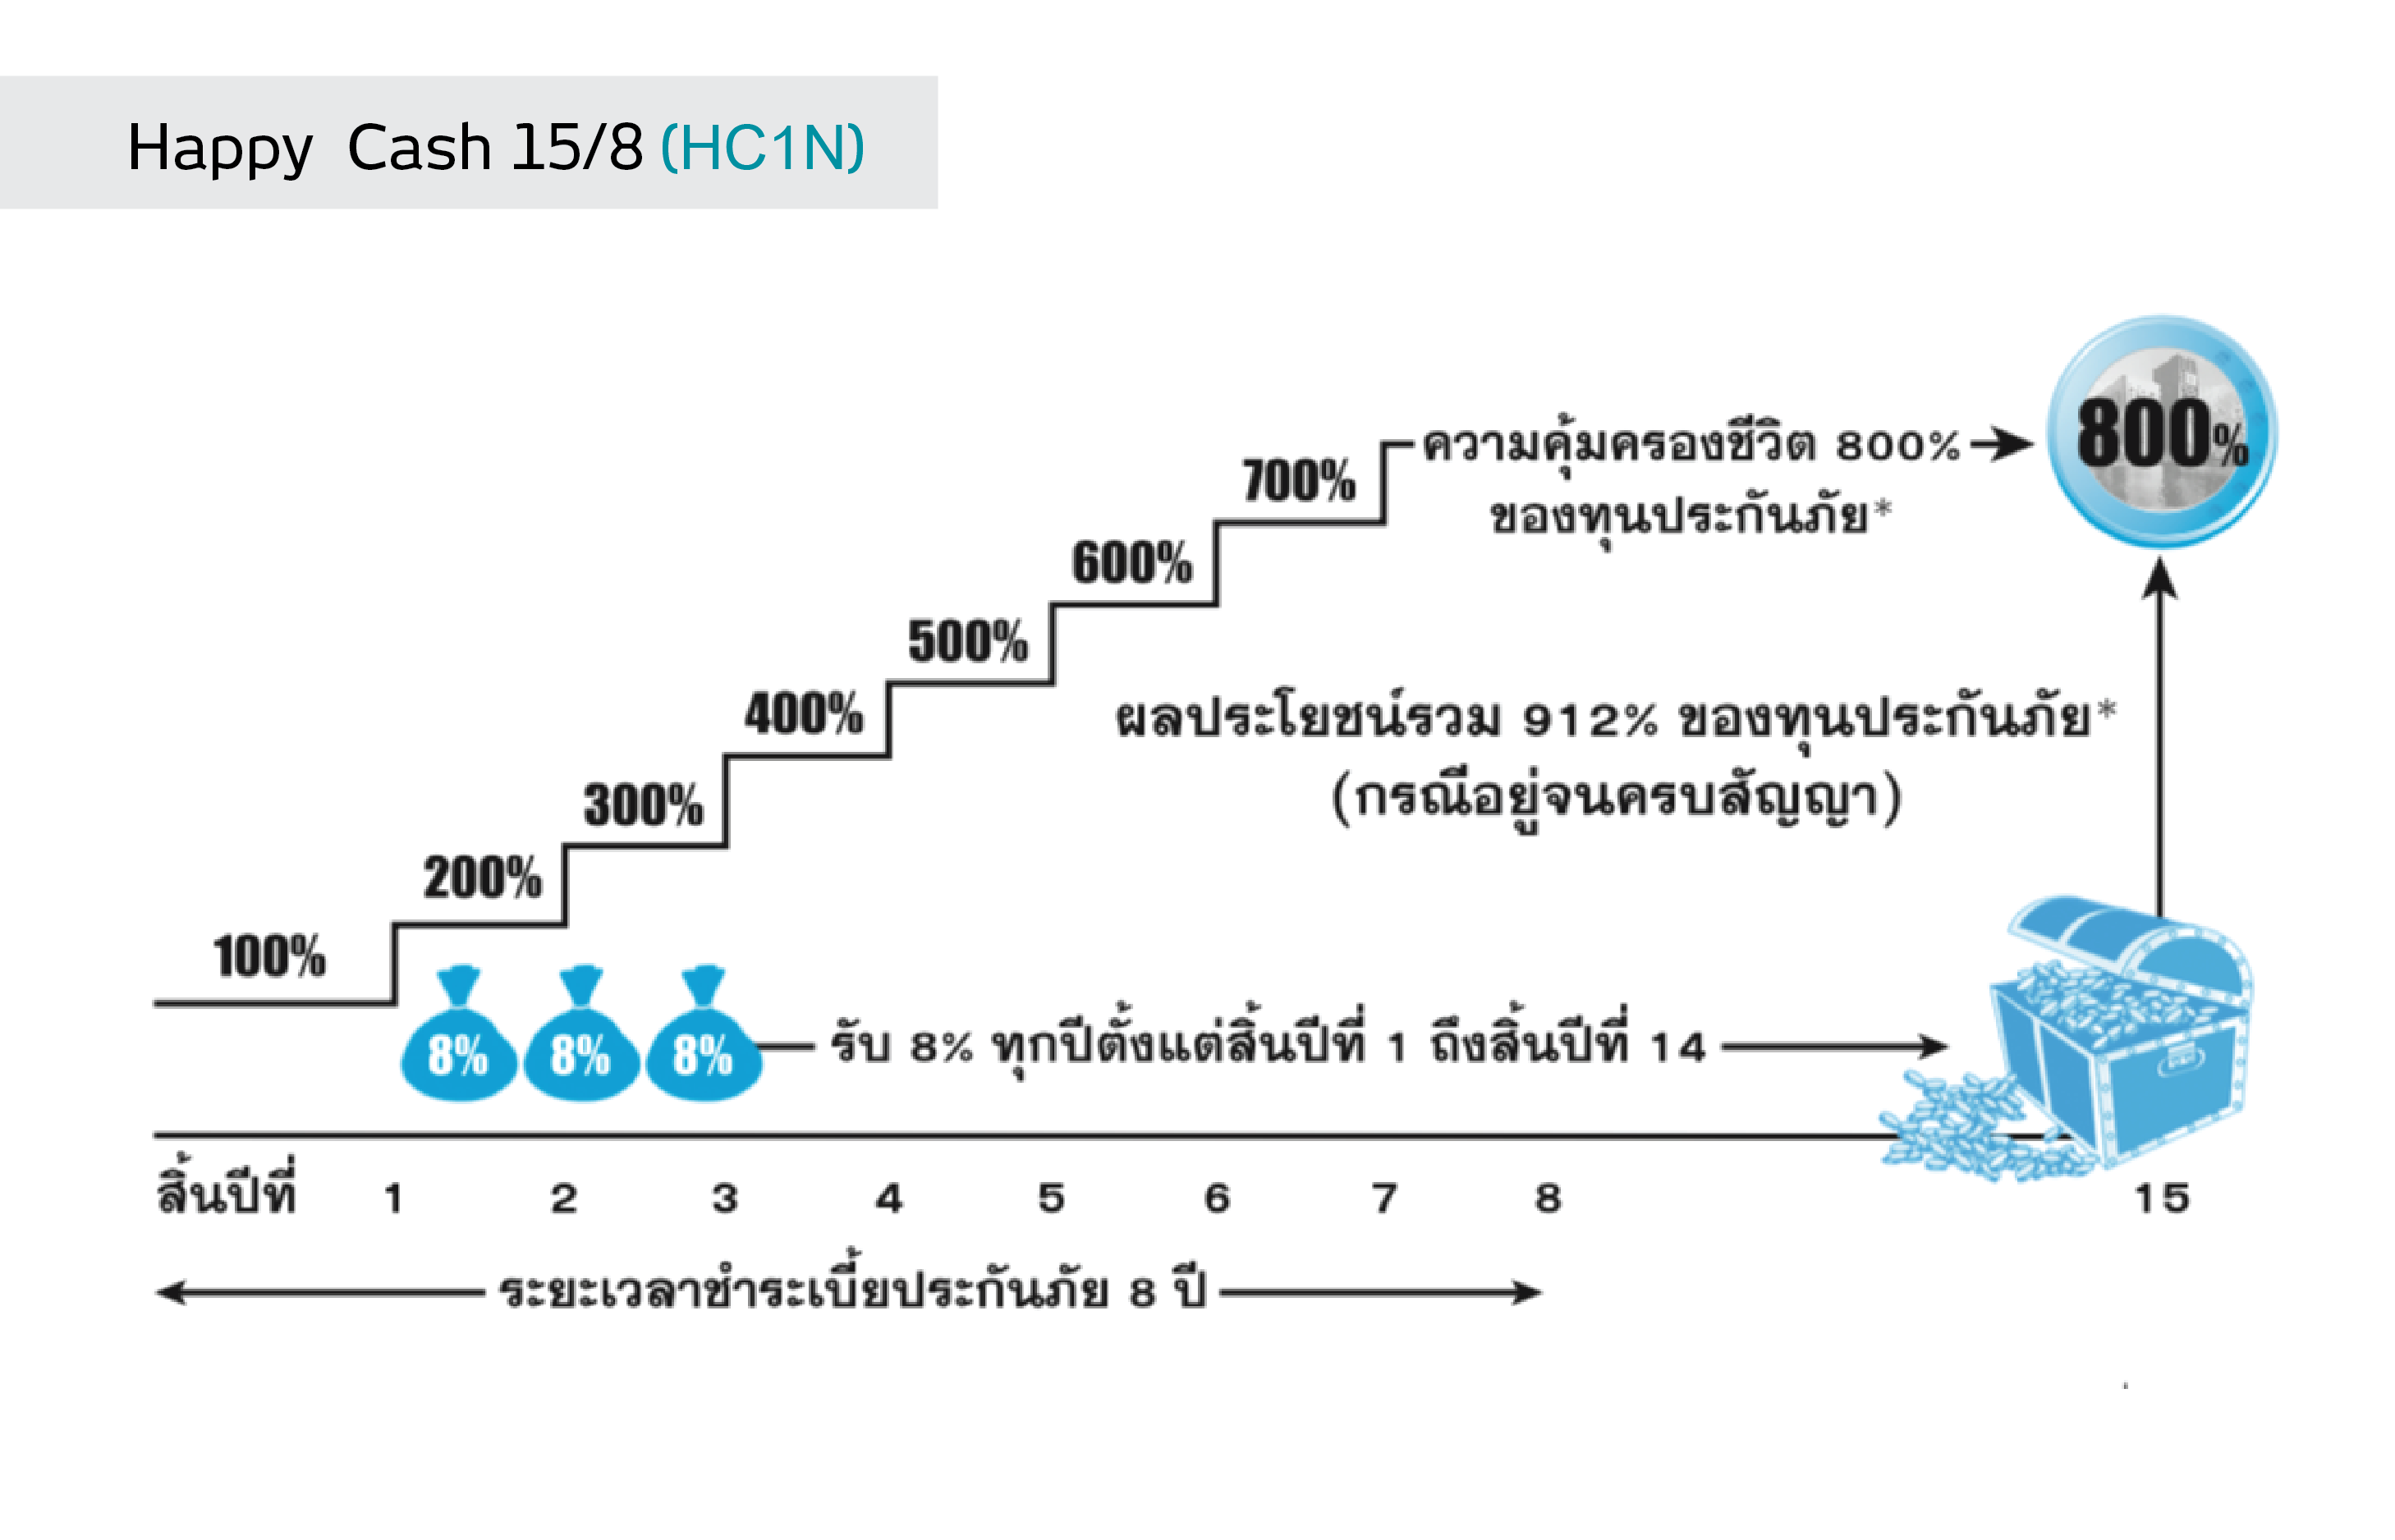 Happy Cash 15/8 (HC1N)
800%
ความคุ้มครองชีวิต 800%
ของทุนประกันภัย*
700%
600%
500%
400%
300%
200%
100%
ผลประโยชน์รวม 912% ของทุนประกันภัย*
(กรณีอยู่จนครบสัญญา)
8% 8% 8% รับ 8% ทุกปีตั้งแต่สิ้นปีที่ 1 ถึงสิ้นปีที่ 14
สิ้นปีที่ 1 2 3 4 5 6 7 8 15
ระยะเวลาชำระเบี้ยประกันภัย 8 ปี